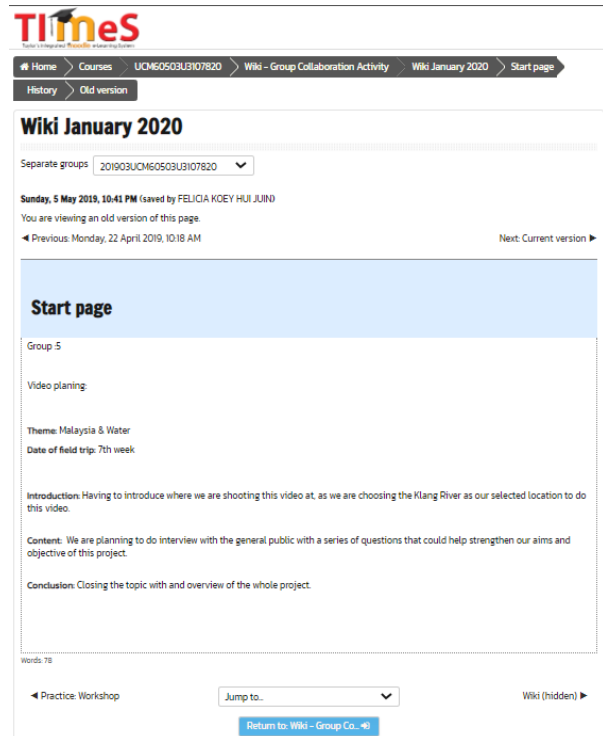 TImeS
Taylor's Integrated Moodle e-Learning System
Home Courses UCM60503U3107820 Wiki - Group Collaboration Activity Wiki January 2020 Start page
History Old version
Wiki January 2020
Separate groups 201903UCM60503U3107820
Sunday, 5 May 2019, 10:41 PM (saved by FELICIA KOEY HUI JUIN)
You are viewing an old version of this page.
◄ Previous: Monday, 22 April 2019, 10:18 AM Next: Current version ►
Start page
Group :5
Video planing:
Theme: Malaysia & Water
Date of field trip: 7th week
Introduction: Having to introduce where we are shooting this video at, as we are choosing the Klang River as our selected location to do
this video.
Content: We are planning to do interview with the general public with a series of questions that could help strengthen our aims and
objective of this project.
Conclusion: Closing the topic with and overview of the whole project.
Words: 78
◄ Practice: Workshop Jump to... Wiki (hidden) ►
Return to: Wiki - Group Co...